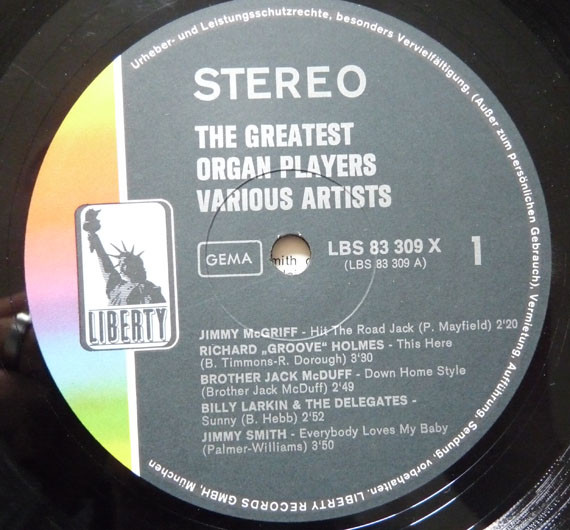 Urheber- und Leistungsschutzrechte, besonders Vervielfältigung, (Außer zum persönlichen Gebrauch), Vermietung, Aufführung, Sendung, vorbehalten. LIBERTY RECORDS GMBH, München
STEREO
THE GREATEST
ORGAN PLAYERS
VARIOUS ARTISTS
GEMA
LBS 83 309 X
(LBS 83 309 A)
1
LIBERTY
JIMMY McGRIFF - Hit The Road Jack (P. Mayfield) 2'20
RICHARD „GROOVE“ HOLMES - This Here
(B. Timmons-R. Dorough) 3'30
BROTHER JACK McDUFF - Down Home Style
(Brother Jack McDuff) 2'49
BILLY LARKIN & THE DELEGATES -
Sunny (B. Hebb) 2'52
JIMMY SMITH - Everybody Loves My Baby
(Palmer-Williams) 3'50